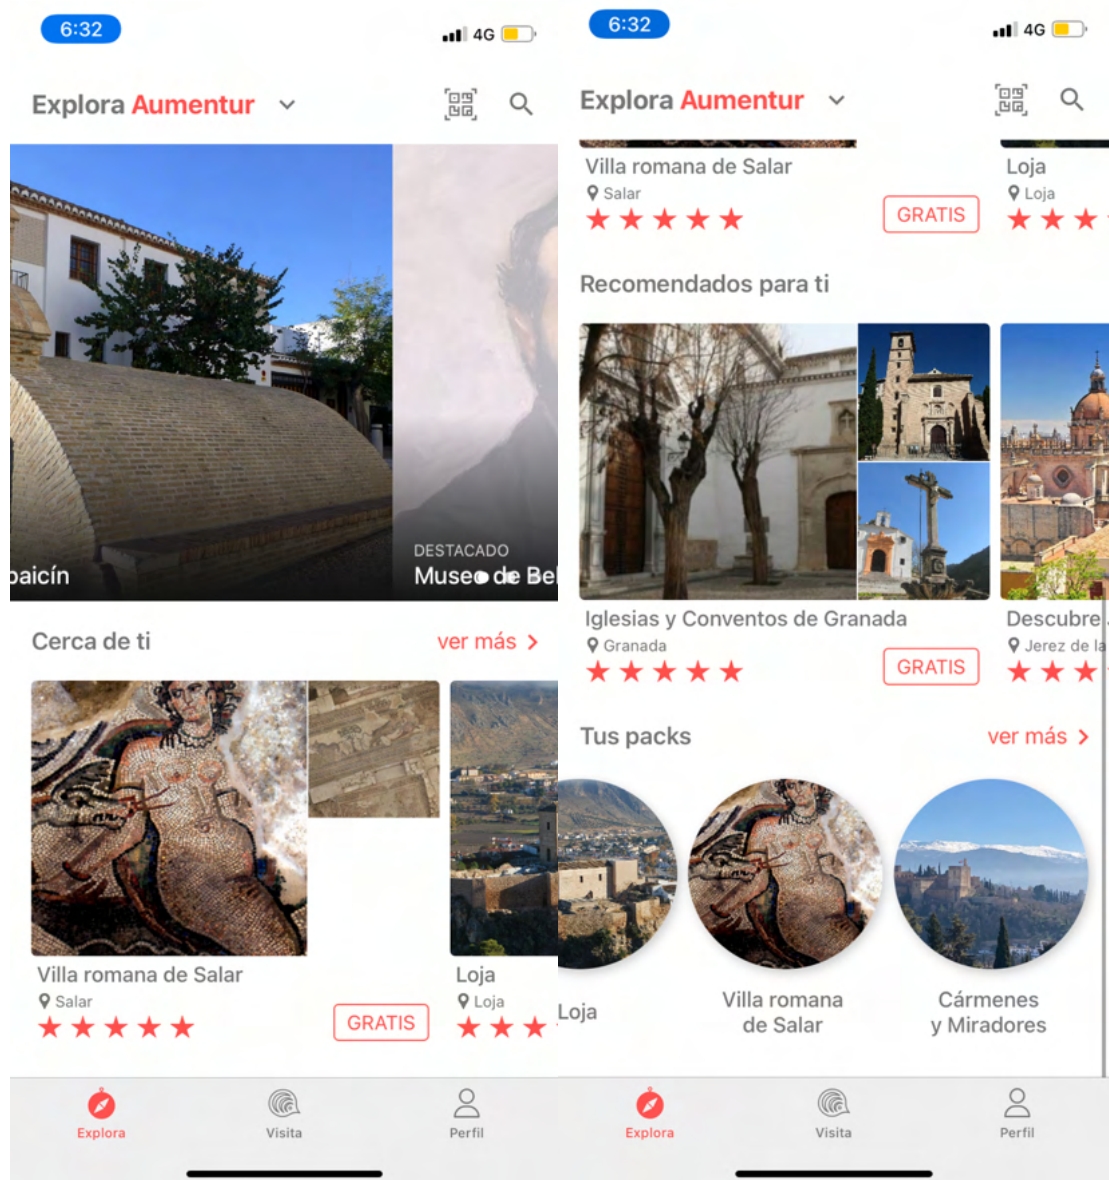 6:32
4G
Explora Aumentur
paicín
DESTACADO
Museo de Bel
Cerca de ti
ver más
Villa romana de Salar
Salar
GRATIS
Loja
Loja
Explora
Visita
Perfil
6:32
4G
Explora Aumentur
Villa romana de Salar
Salar
GRATIS
Loja
Loja
Recomendados para ti
Iglesias y Conventos de Granada
Granada
GRATIS
Descubre
Jerez de la
Tus packs
ver más
Loja
Villa romana
de Salar
Cármenes
y Miradores
Explora
Visita
Perfil